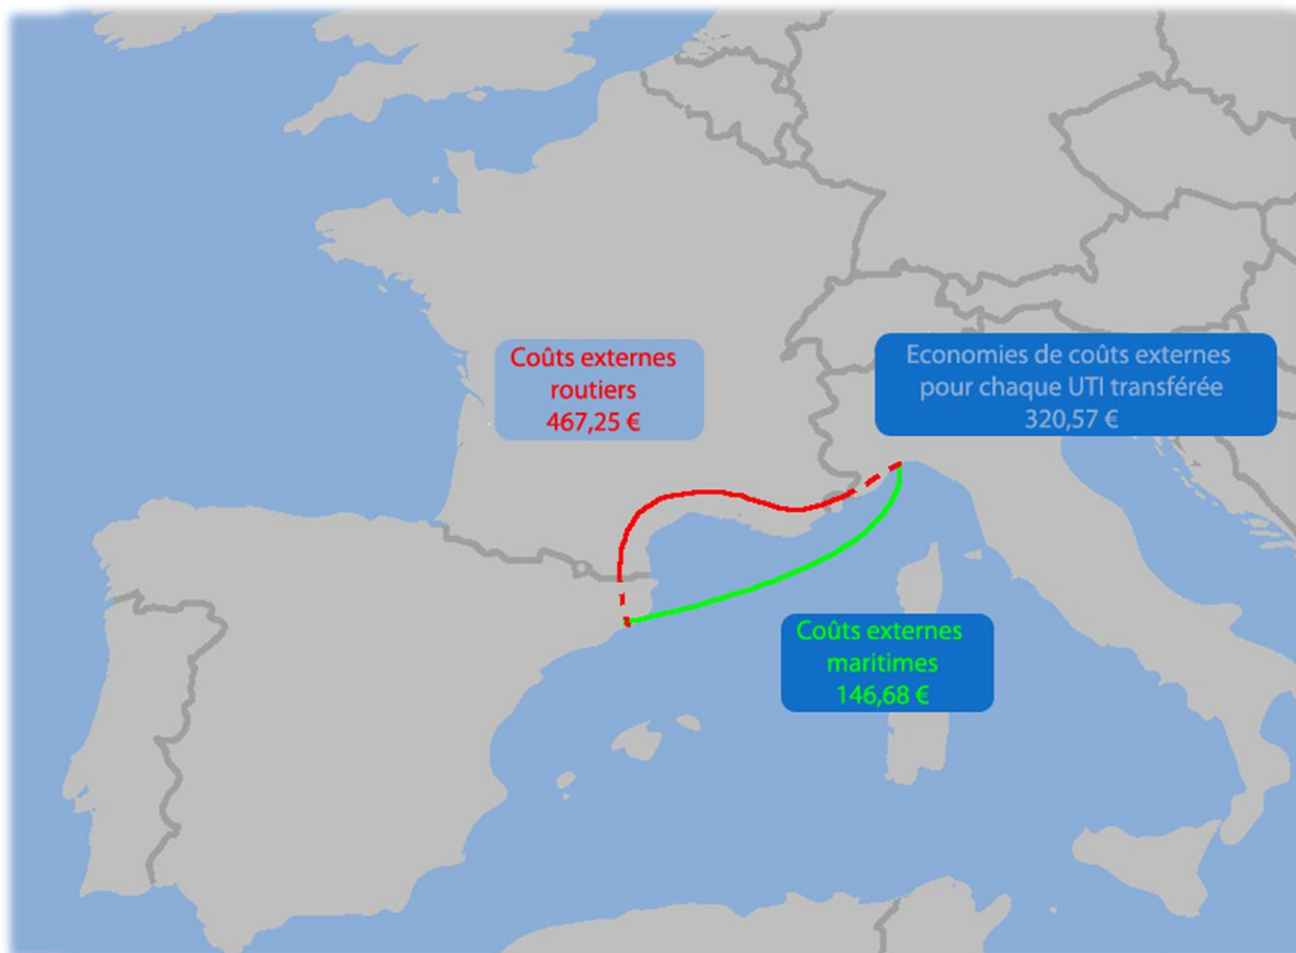 Coûts externes
routiers
467,25 €
Economies de coûts externes
pour chaque UTI transférée
320,57 €
Coûts externes
maritimes
146,68 €